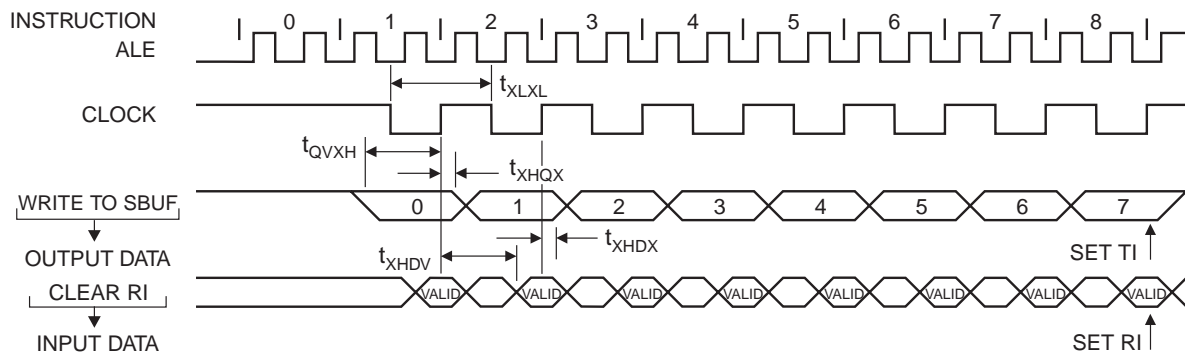 INSTRUCTION 0 1 2 3 4 5 6 7 8
ALE
tXLXL
CLOCK
tQVXH
tXHQX
WRITE TO SBUF 0 1 2 3 4 5 6 7
tXHDV tXHDX SET TI
OUTPUT DATA
CLEAR RI VALID VALID VALID VALID VALID VALID VALID VALID
INPUT DATA SET RI